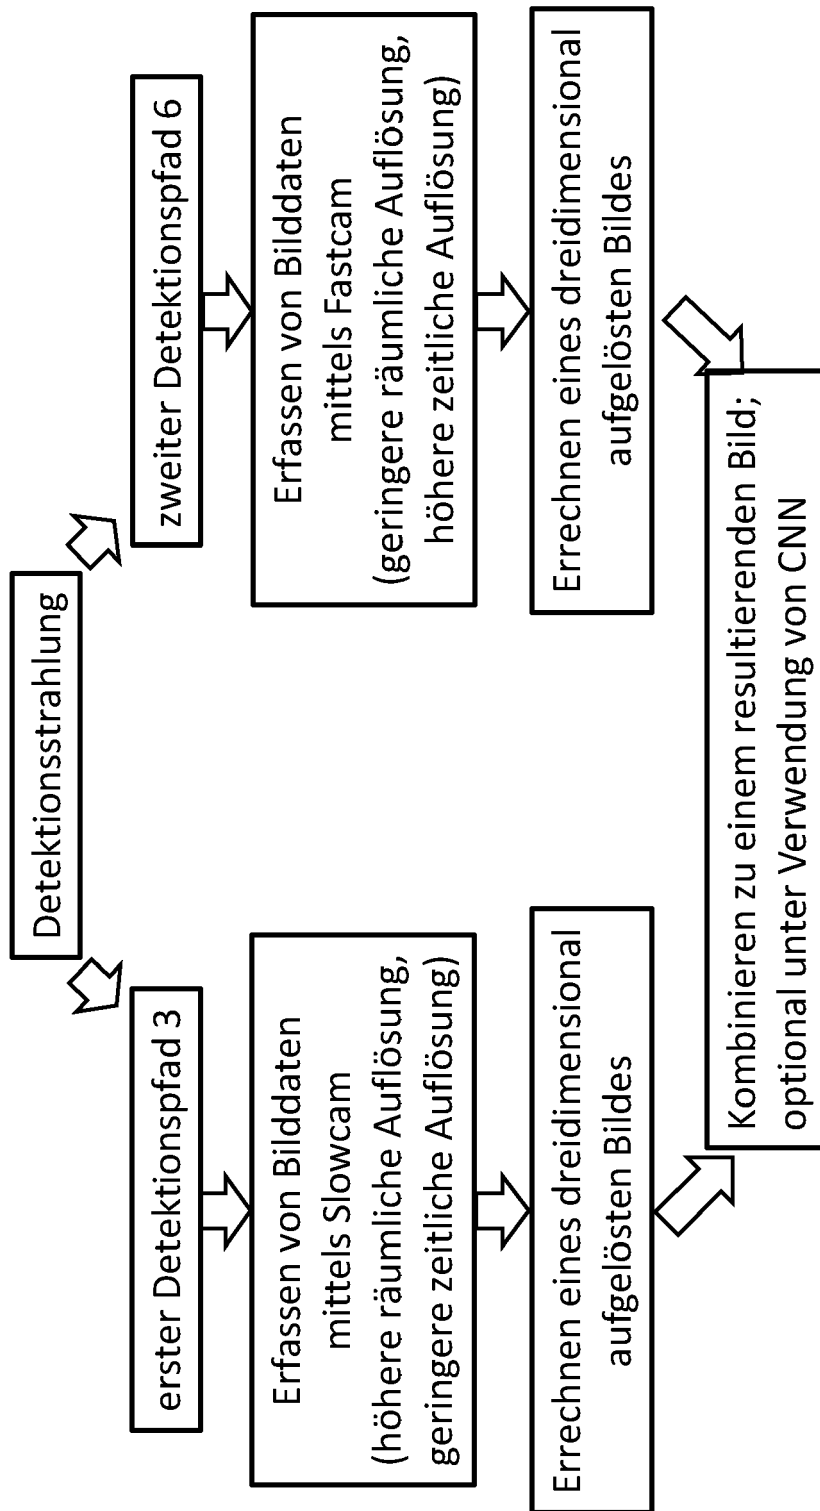 Detektionsstrahlung
erster Detektionspfad 3
Erfassen von Bilddaten
mittels Slowcam
(höhere räumliche Auflösung,
geringere zeitliche Auflösung)
Errechnen eines dreidimensional
aufgelösten Bildes
zweiter Detektionspfad 6
Erfassen von Bilddaten
mittels Fastcam
(geringere räumliche Auflösung,
höhere zeitliche Auflösung)
Errechnen eines dreidimensional
aufgelösten Bildes
Kombinieren zu einem resultierenden Bild;
optional unter Verwendung von CNN